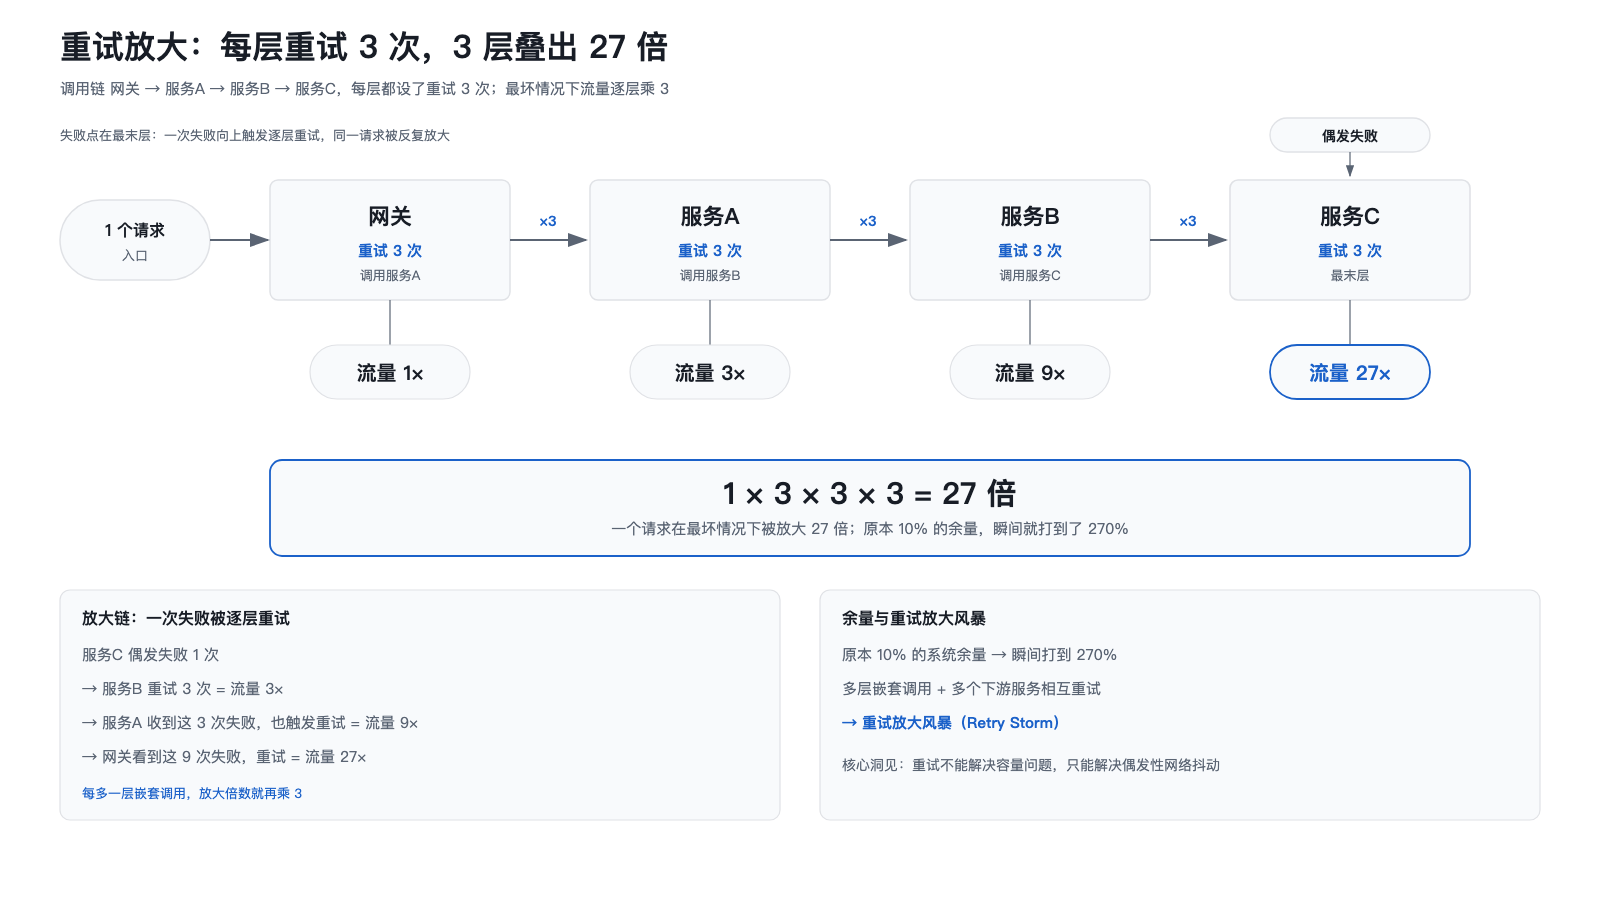 重试放大：每层重试 3 次，3 层叠出 27 倍
调用链 网关 → 服务A → 服务B → 服务C，每层都设了重试 3 次；最坏情况下流量逐层乘 3
失败点在最末层：一次失败向上触发逐层重试，同一请求被反复放大
偶发失败
1 个请求
入口
网关
重试 3 次
调用服务A
×3
服务A
重试 3 次
调用服务B
×3
服务B
重试 3 次
调用服务C
×3
服务C
重试 3 次
最末层
流量 1×
流量 3×
流量 9×
流量 27×
1 × 3 × 3 × 3 = 27 倍
一个请求在最坏情况下被放大 27 倍；原本 10% 的余量，瞬间就打到了 270%
放大链：一次失败被逐层重试
服务C 偶发失败 1 次
→ 服务B 重试 3 次 = 流量 3×
→ 服务A 收到这 3 次失败，也触发重试 = 流量 9×
→ 网关看到这 9 次失败，重试 = 流量 27×
每多一层嵌套调用，放大倍数就再乘 3
余量与重试放大风暴
原本 10% 的系统余量 → 瞬间打到 270%
多层嵌套调用 + 多个下游服务相互重试
→ 重试放大风暴（Retry Storm）
核心洞见：重试不能解决容量问题，只能解决偶发性网络抖动